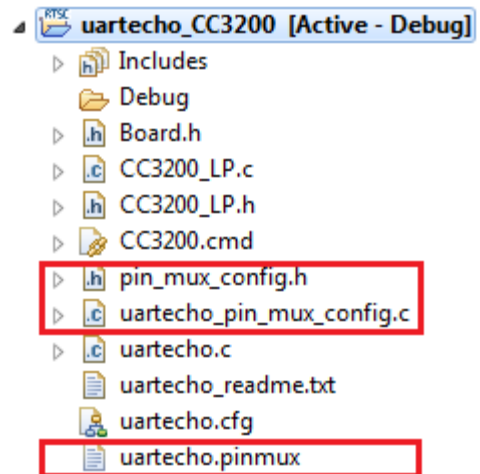 RTSC
uartecho_CC3200 [Active - Debug]
.h Includes
Debug
.h Board.h
.c CC3200_LP.c
.h CC3200_LP.h
CC3200.cmd
.h pin_mux_config.h
.c uartecho_pin_mux_config.c
.c uartecho.c
uartecho_readme.txt
uartecho.cfg
uartecho.pinmux